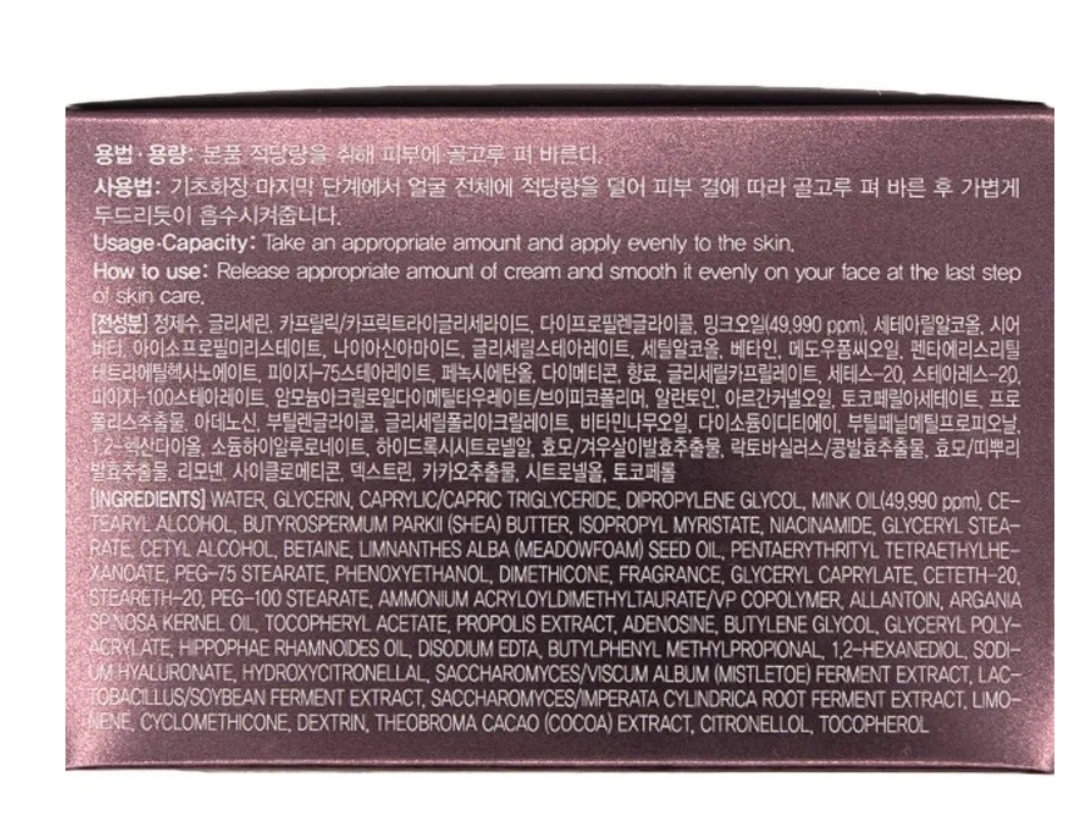 용법·용량: 본품 적당량을 취해 피부에 골고루 펴 바른다.
사용법: 기초화장 마지막 단계에서 얼굴 전체에 적당량을 덜어 피부 결에 따라 골고루 펴 바른 후 가볍게
두드리듯이 흡수시켜줍니다.
Usage·Capacity: Take an appropriate amount and apply evenly to the skin.
How to use: Release appropriate amount of cream and smooth it evenly on your face at the last step
of skin care.
[전성분] 정제수, 글리세린, 카프릴릭/카프릭트라이글리세라이드, 다이프로필렌글라이콜, 밍크오일(49,990 ppm), 세테아릴알코올, 시어
버터, 아이소프로필미리스테이트, 나이아신아마이드, 글리세릴스테아레이트, 세틸알코올, 베타인, 메도우폼씨오일, 펜타에리스리틸
테트라에틸헥사노에이트, 피이지-75스테아레이트, 페녹시에탄올, 다이메티콘, 향료, 글리세릴카프릴레이트, 세테스-20, 스테아레스-20,
피이지-100스테아레이트, 암모늄아크릴로일다이메틸타우레이트/브이피코폴리머, 알란토인, 아르간커넬오일, 토코페릴아세테이트, 프로
폴리스추출물, 아데노신, 부틸렌글라이콜, 글리세릴폴리아크릴레이트, 비타민나무오일, 다이소듐이디티에이, 부틸페닐메틸프로피오날,
1,2-헥산다이올, 소듐하이알루로네이트, 하이드록시시트로넬알, 효모/겨우살이발효추출물, 락토바실러스/콩발효추출물, 효모/띠뿌리
발효추출물, 리모넨, 사이클로메티콘, 덱스트린, 카카오추출물, 시트로넬올, 토코페롤
[INGREDIENTS] WATER, GLYCERIN, CAPRYLIC/CAPRIC TRIGLYCERIDE, DIPROPYLENE GLYCOL, MINK OIL(49,990 ppm), CE-
TEARYL ALCOHOL, BUTYROSPERMUM PARKII (SHEA) BUTTER, ISOPROPYL MYRISTATE, NIACINAMIDE, GLYCERYL STEA-
RATE, CETYL ALCOHOL, BETAINE, LIMNANTHES ALBA (MEADOWFOAM) SEED OIL, PENTAERYTHRITYL TETRAETHYLHE-
XANOATE, PEG-75 STEARATE, PHENOXYETHANOL, DIMETHICONE, FRAGRANCE, GLYCERYL CAPRYLATE, CETETH-20,
STEARETH-20, PEG-100 STEARATE, AMMONIUM ACRYLOYLDIMETHYLTAURATE/VP COPOLYMER, ALLANTOIN, ARGANIA
SPINOSA KERNEL OIL, TOCOPHERYL ACETATE, PROPOLIS EXTRACT, ADENOSINE, BUTYLENE GLYCOL, GLYCERYL POLY-
ACRYLATE, HIPPOPHAE RHAMNOIDES OIL, DISODIUM EDTA, BUTYLPHENYL METHYLPROPIONAL, 1,2-HEXANEDIOL, SODI-
UM HYALURONATE, HYDROXYCITRONELLAL, SACCHAROMYCES/VISCUM ALBUM (MISTLETOE) FERMENT EXTRACT, LAC-
TOBACILLUS/SOYBEAN FERMENT EXTRACT, SACCHAROMYCES/IMPERATA CYLINDRICA ROOT FERMENT EXTRACT, LIMO-
NENE, CYCLOMETHICONE, DEXTRIN, THEOBROMA CACAO (COCOA) EXTRACT, CITRONELLOL, TOCOPHEROL